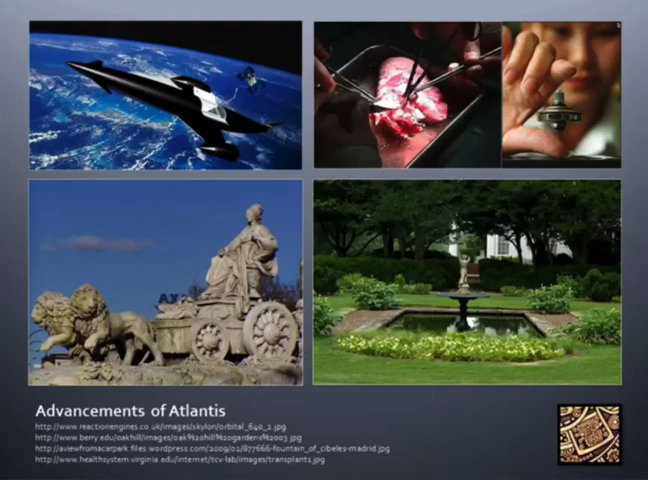 Advancements of Atlantis
http://www.reactionengines.co.uk/images/skylon/orbital_640_2.jpg
http://www.berry.edu/oakhill/images/oak%20hill%20gardens%2003.jpg
http://aviewfromacarpark.files.wordpress.com/2009/02/877666-fountain_of_cibeles-madrid.jpg
http://www.healthsystem.virginia.edu/internet/tcv-lab/images/transplants.jpg